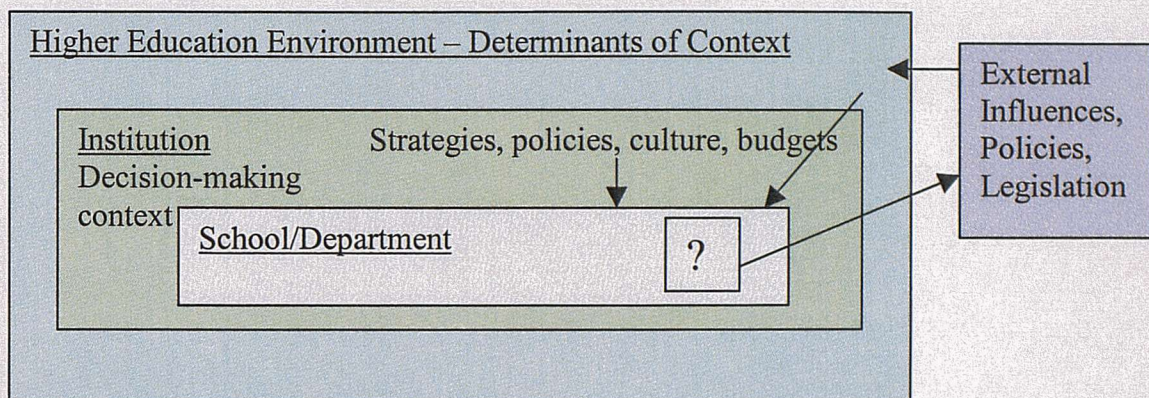 Higher Education Environment – Determinants of Context
Institution
Decision-making
context
Strategies, policies, culture, budgets
School/Department
?
External
Influences,
Policies,
Legislation